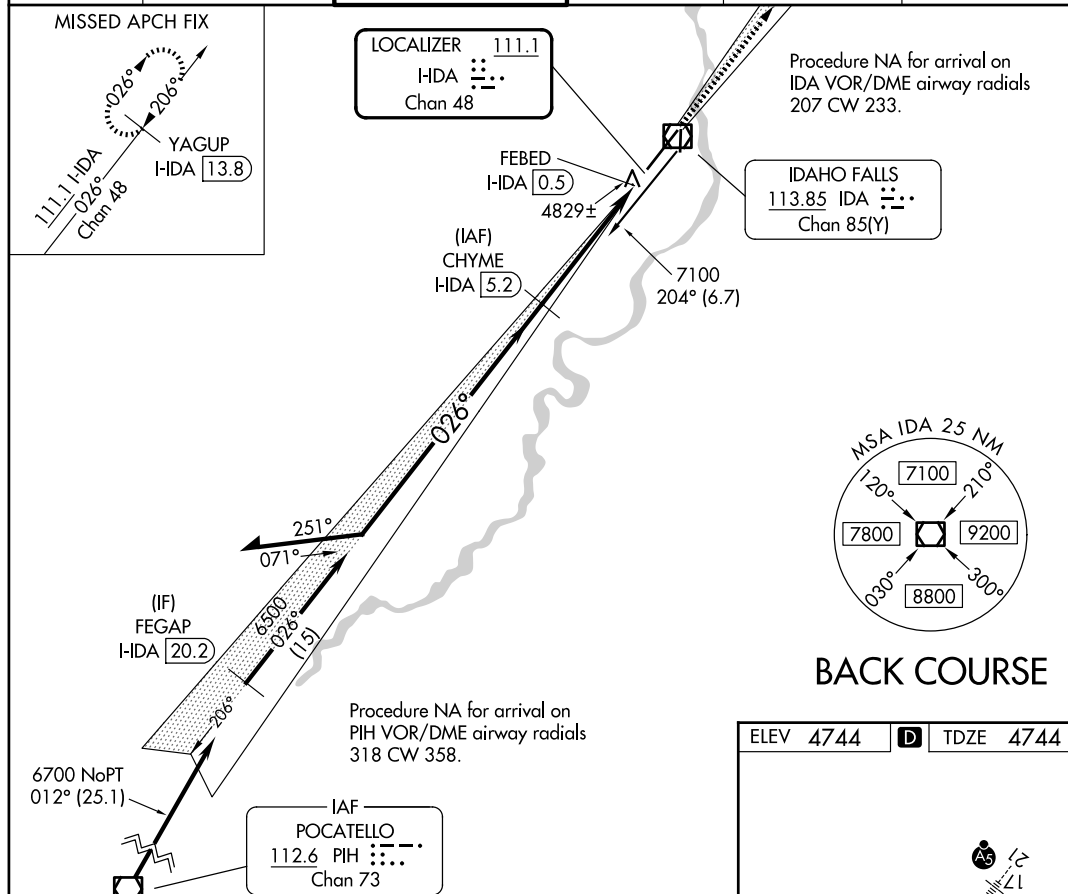 MISSED APCH FIX
026°
206°
YAGUP
I-IDA 13.8
111.1 I-IDA
026°
Chan 48
LOCALIZER 111.1
I-IDA
Chan 48
Procedure NA for arrival on
IDA VOR/DME airway radials
207 CW 233.
FEBED
I-IDA 0.5
4829±
IDAHO FALLS
113.85 IDA
Chan 85(Y)
(IAF)
CHYME
I-IDA 5.2
7100
204° (6.7)
026°
MSA IDA 25 NM
120°
7100
210°
7800
9200
030°
8800
300°
251°
071°
(IF)
FEGAP
I-IDA 20.2
6500
026°
(15)
206°
BACK COURSE
Procedure NA for arrival on
PIH VOR/DME airway radials
318 CW 358.
ELEV 4744 D TDZE 4744
6700 NoPT
012° (25.1)
IAF
POCATELLO
112.6 PIH
Chan 73
A5
21
17